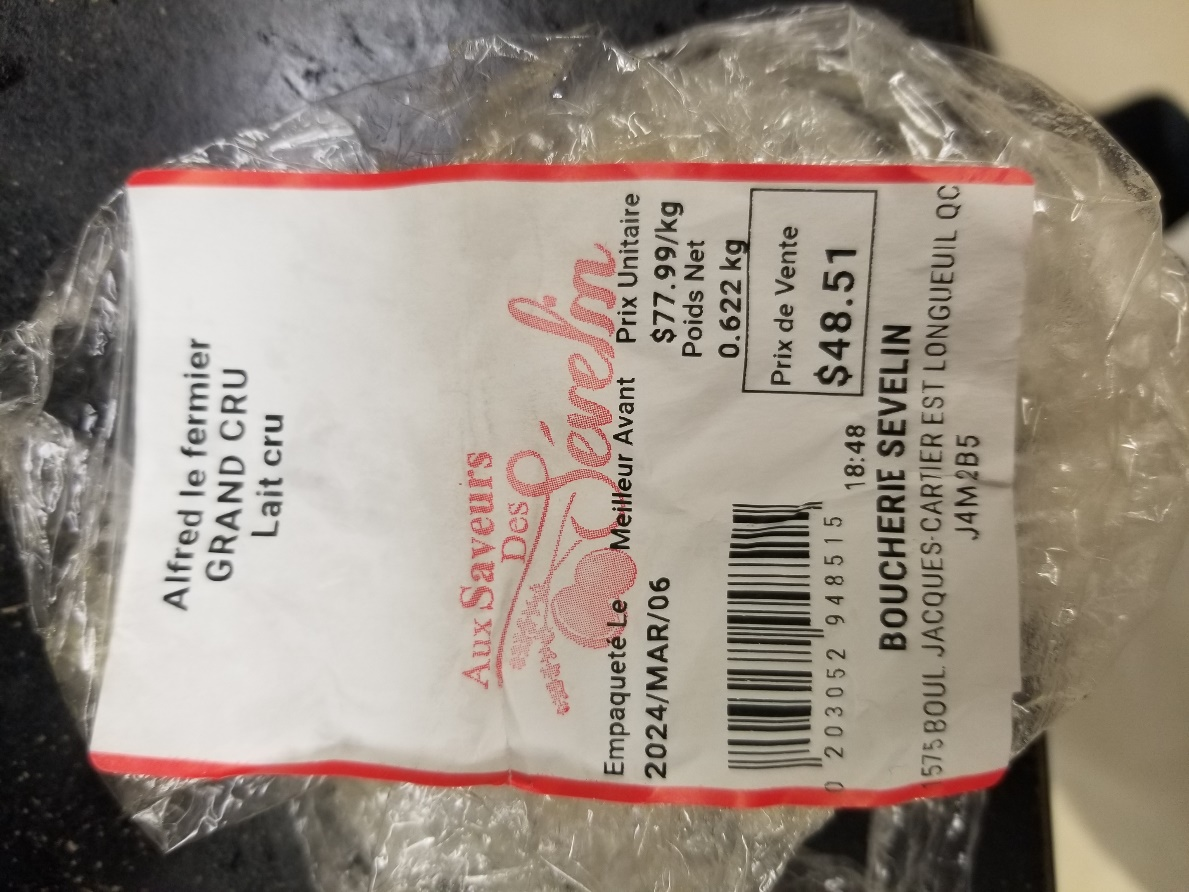 Alfred le fermier
GRAND CRU
Lait cru
Aux Saveurs
Des
Sévelin
Empaqueté Le Meilleur Avant Prix Unitaire
2024/MAR/06 $77.99/kg
Poids Net
0.622 kg
Prix de Vente
$48.51
0 203052 948515
18:48
BOUCHERIE SEVELIN
1575 BOUL. JACQUES-CARTIER EST LONGUEUIL QC
J4M2B5